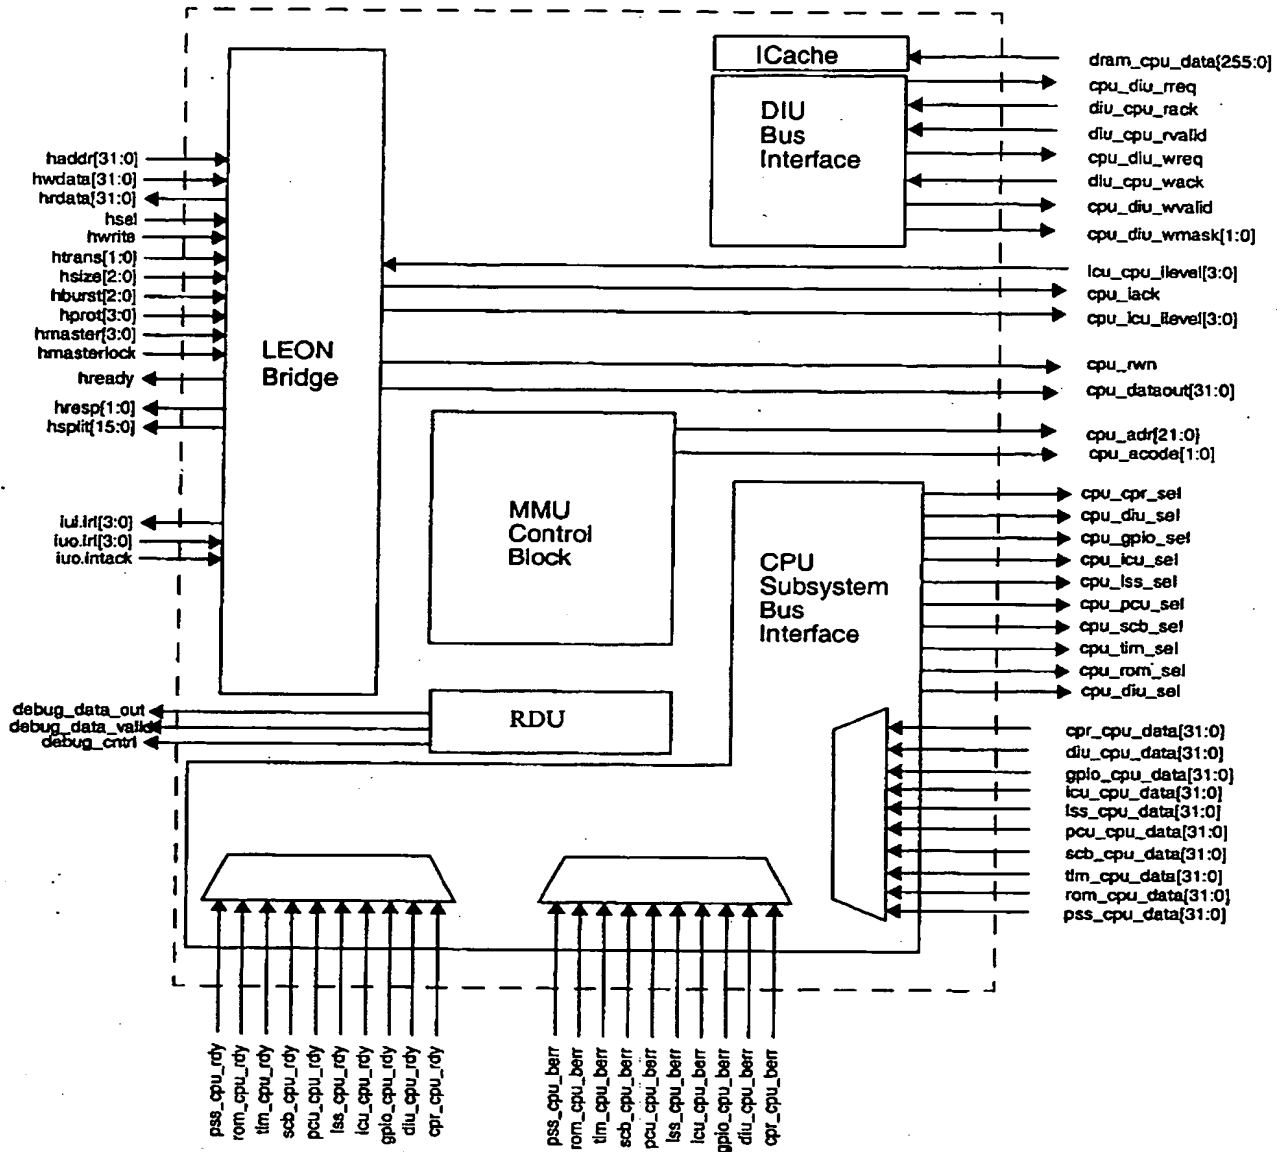 ICache
dram_cpu_data[255:0]
cpu_diu_rreq
DIU
Bus
Interface
diu_cpu_rack
diu_cpu_rvalid
cpu_diu_wreq
diu_cpu_wack
cpu_diu_wvalid
cpu_diu_wmask[1:0]
haddr[31:0]
hwdata[31:0]
hrdata[31:0]
hsel
hwrite
htrans[1:0]
hsize[2:0]
hburst[2:0]
hprot[3:0]
hmaster[3:0]
hmasterlock
hready
hresp[1:0]
hsplit[15:0]
LEON
Bridge
icu_cpu_ilevel[3:0]
cpu_iack
cpu_icu_ilevel[3:0]
cpu_rwn
cpu_dataout[31:0]
cpu_adr[21:0]
cpu_acode[1:0]
iui.irl[3:0]
iuo.irl[3:0]
iuo.intack
MMU
Control
Block
CPU
Subsystem
Bus
Interface
cpu_cpr_sel
cpu_diu_sel
cpu_gpio_sel
cpu_icu_sel
cpu_lss_sel
cpu_pcu_sel
cpu_scb_sel
cpu_tim_sel
cpu_rom_sel
cpu_diu_sel
debug_data_out
debug_data_valid
debug_cntrl
RDU
cpr_cpu_data[31:0]
diu_cpu_data[31:0]
gpio_cpu_data[31:0]
icu_cpu_data[31:0]
lss_cpu_data[31:0]
pcu_cpu_data[31:0]
scb_cpu_data[31:0]
tim_cpu_data[31:0]
rom_cpu_data[31:0]
pss_cpu_data[31:0]
pss_cpu_rdy
rom_cpu_rdy
tim_cpu_rdy
scb_cpu_rdy
pcu_cpu_rdy
lss_cpu_rdy
icu_cpu_rdy
gpio_cpu_rdy
diu_cpu_rdy
cpr_cpu_rdy
pss_cpu_berr
rom_cpu_berr
tim_cpu_berr
scb_cpu_berr
pcu_cpu_berr
lss_cpu_berr
icu_cpu_berr
gpio_cpu_berr
diu_cpu_berr
cpr_cpu_berr